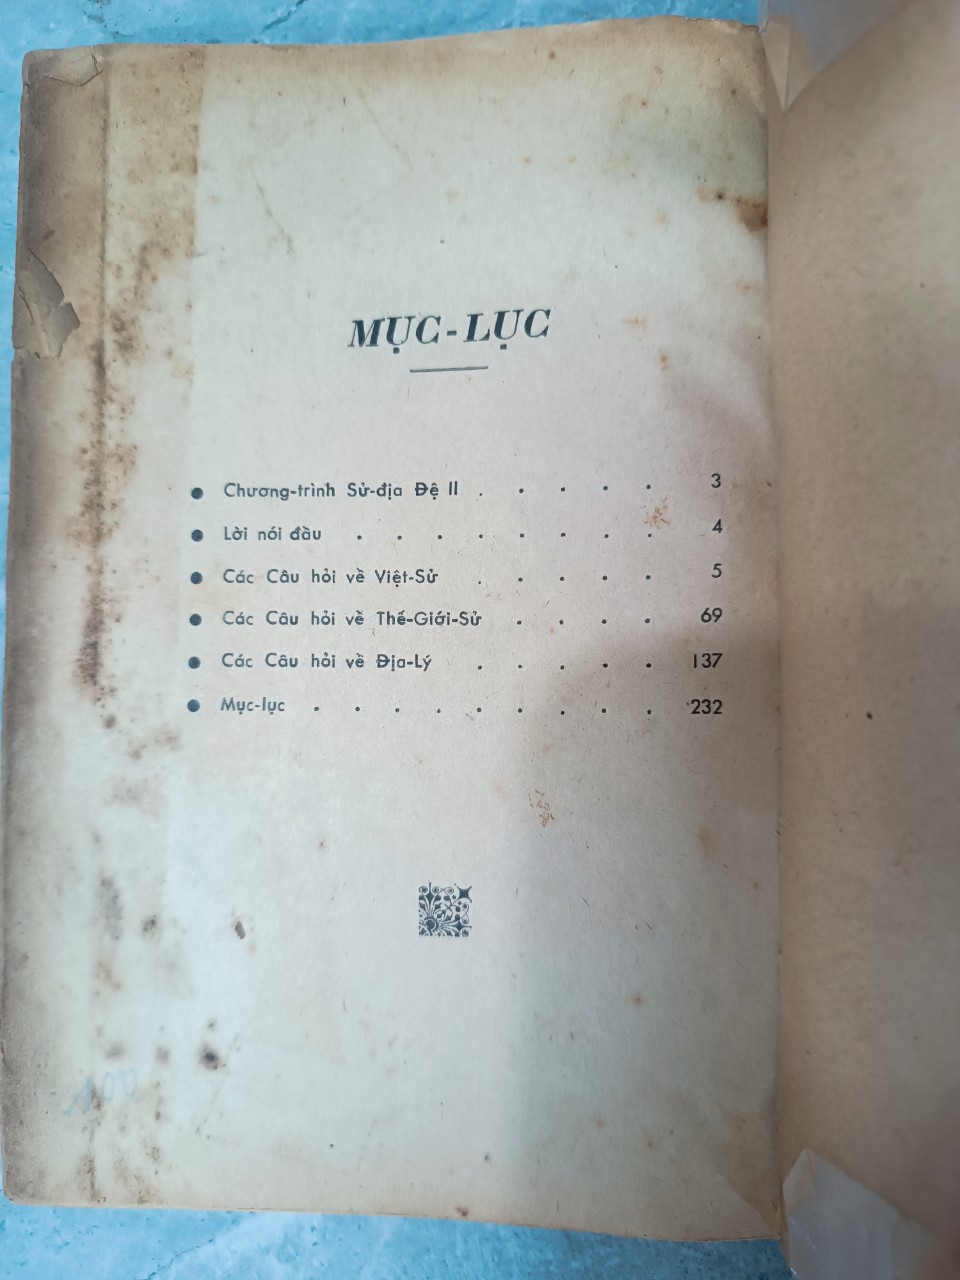 MỤC-LỤC
● Chương-trình Sử-địa Đệ II . . . . . 3
● Lời nói đầu . . . . . . . . 4
● Các Câu hỏi về Việt-Sử . . . . . 5
● Các Câu hỏi về Thế-Giới-Sử . . . . 69
● Các Câu hỏi về Địa-Lý . . . . . 137
● Mục-lục . . . . . . . . . 232